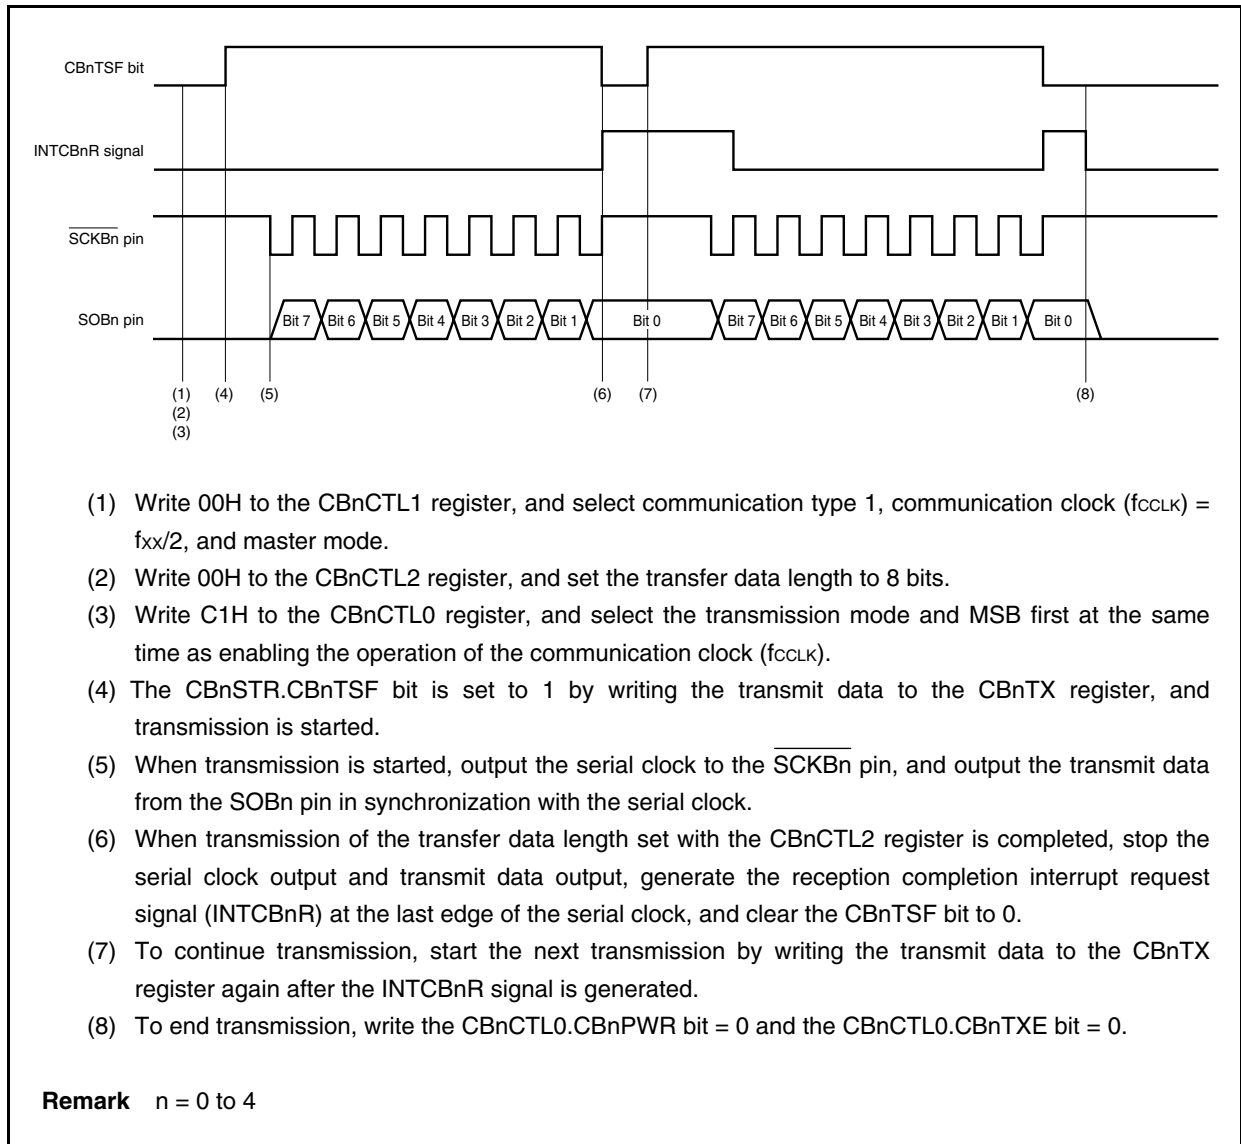 CBnTSF bit
INTCBnR signal
SCKBn pin
SOBn pin
Bit 7 Bit 6 Bit 5 Bit 4 Bit 3 Bit 2 Bit 1 Bit 0 Bit 7 Bit 6 Bit 5 Bit 4 Bit 3 Bit 2 Bit 1 Bit 0
(1) (4) (5) (6) (7) (8)
(2)
(3)
(1) Write 00H to the CBnCTL1 register, and select communication type 1, communication clock (fCCLK) =
fXX/2, and master mode.
(2) Write 00H to the CBnCTL2 register, and set the transfer data length to 8 bits.
(3) Write C1H to the CBnCTL0 register, and select the transmission mode and MSB first at the same
time as enabling the operation of the communication clock (fCCLK).
(4) The CBnSTR.CBnTSF bit is set to 1 by writing the transmit data to the CBnTX register, and
transmission is started.
(5) When transmission is started, output the serial clock to the SCKBn pin, and output the transmit data
from the SOBn pin in synchronization with the serial clock.
(6) When transmission of the transfer data length set with the CBnCTL2 register is completed, stop the
serial clock output and transmit data output, generate the reception completion interrupt request
signal (INTCBnR) at the last edge of the serial clock, and clear the CBnTSF bit to 0.
(7) To continue transmission, start the next transmission by writing the transmit data to the CBnTX
register again after the INTCBnR signal is generated.
(8) To end transmission, write the CBnCTL0.CBnPWR bit = 0 and the CBnCTL0.CBnTXE bit = 0.
Remark n = 0 to 4